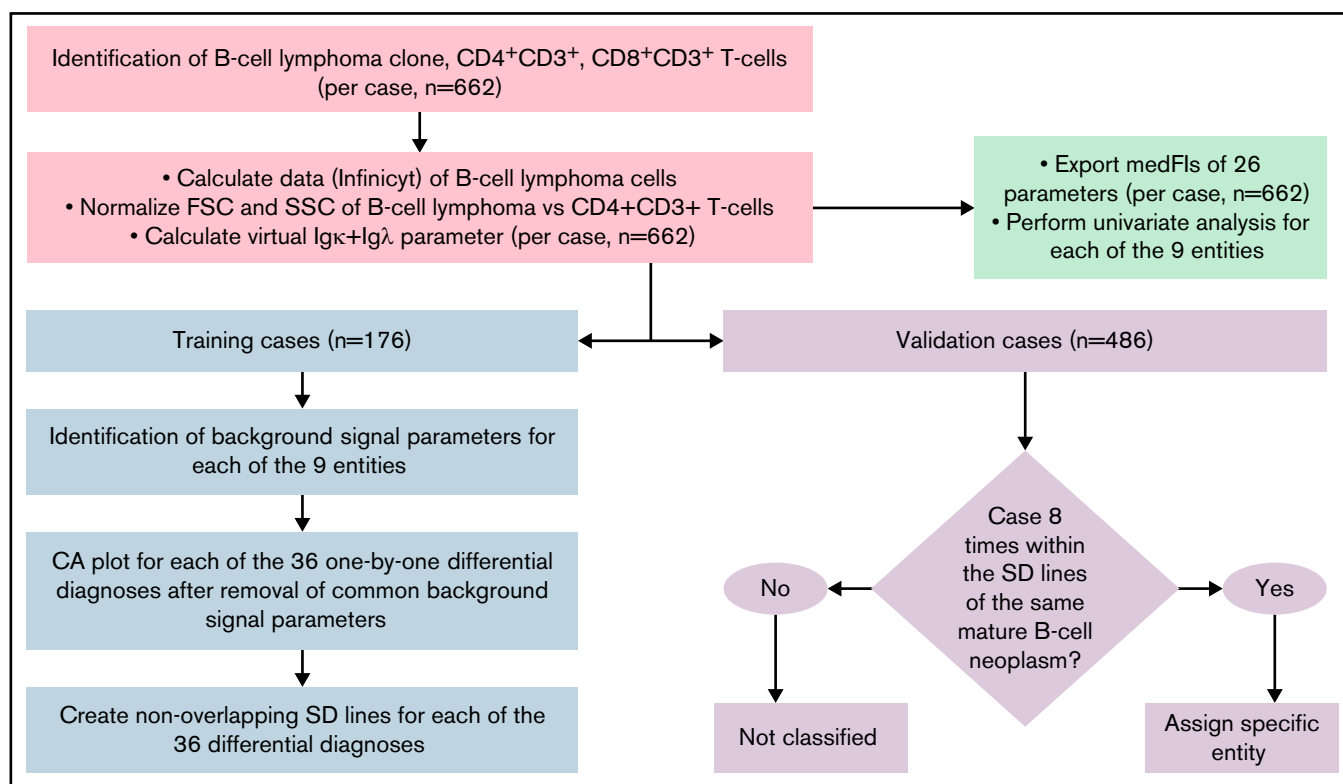 Identification of B-cell lymphoma clone, CD4⁺CD3⁺, CD8⁺CD3⁺ T-cells
(per case, n=662)
• Calculate data (Infinicyt) of B-cell lymphoma cells
• Normalize FSC and SSC of B-cell lymphoma vs CD4+CD3+ T-cells
• Calculate virtual Igκ+Igλ parameter (per case, n=662)
• Export medFIs of 26
parameters (per case, n=662)
• Perform univariate analysis for
each of the 9 entities
Training cases (n=176)
Identification of background signal parameters for
each of the 9 entities
CA plot for each of the 36 one-by-one differential
diagnoses after removal of common background
signal parameters
Create non-overlapping SD lines for each of the
36 differential diagnoses
Validation cases (n=486)
Case 8
times within
the SD lines
of the same
mature B-cell
neoplasm?
No
Yes
Not classified
Assign specific
entity